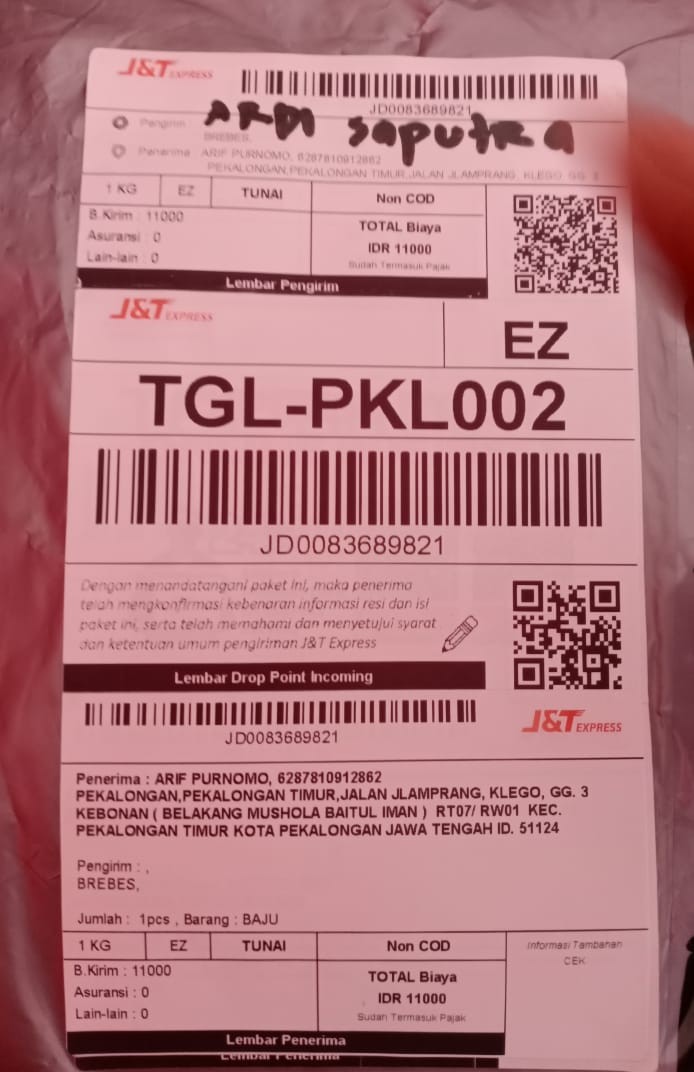 J&T EXPRESS
JD0083689821
Pengirim :
ARDI Saputra
BREBES,
Penerima : ARIF PURNOMO, 6287810912862
PEKALONGAN,PEKALONGAN TIMUR,JALAN JLAMPRANG, KLEGO, GG. 3
1 KG EZ TUNAI Non COD
B.Kirim : 11000
Asuransi : 0
Lain-lain : 0
TOTAL Biaya
IDR 11000
Sudah Termasuk Pajak
Lembar Pengirim
J&T EXPRESS
EZ
TGL-PKL002
JD0083689821
Dengan menandatangani paket ini, maka penerima
telah mengkonfirmasi kebenaran informasi resi dan isi
paket ini, serta telah memahami dan menyetujui syarat
dan ketentuan umum pengiriman J&T Express
Lembar Drop Point Incoming
JD0083689821
J&T EXPRESS
Penerima : ARIF PURNOMO, 6287810912862
PEKALONGAN,PEKALONGAN TIMUR,JALAN JLAMPRANG, KLEGO, GG. 3
KEBONAN ( BELAKANG MUSHOLA BAITUL IMAN ) RT07/ RW01 KEC.
PEKALONGAN TIMUR KOTA PEKALONGAN JAWA TENGAH ID. 51124
Pengirim : ,
BREBES,
Jumlah : 1pcs , Barang : BAJU
1 KG EZ TUNAI Non COD
B.Kirim : 11000
Asuransi : 0
Lain-lain : 0
TOTAL Biaya
IDR 11000
Sudah Termasuk Pajak
Informasi Tambahan
CEK
Lembar Penerima
Lembar Penerima